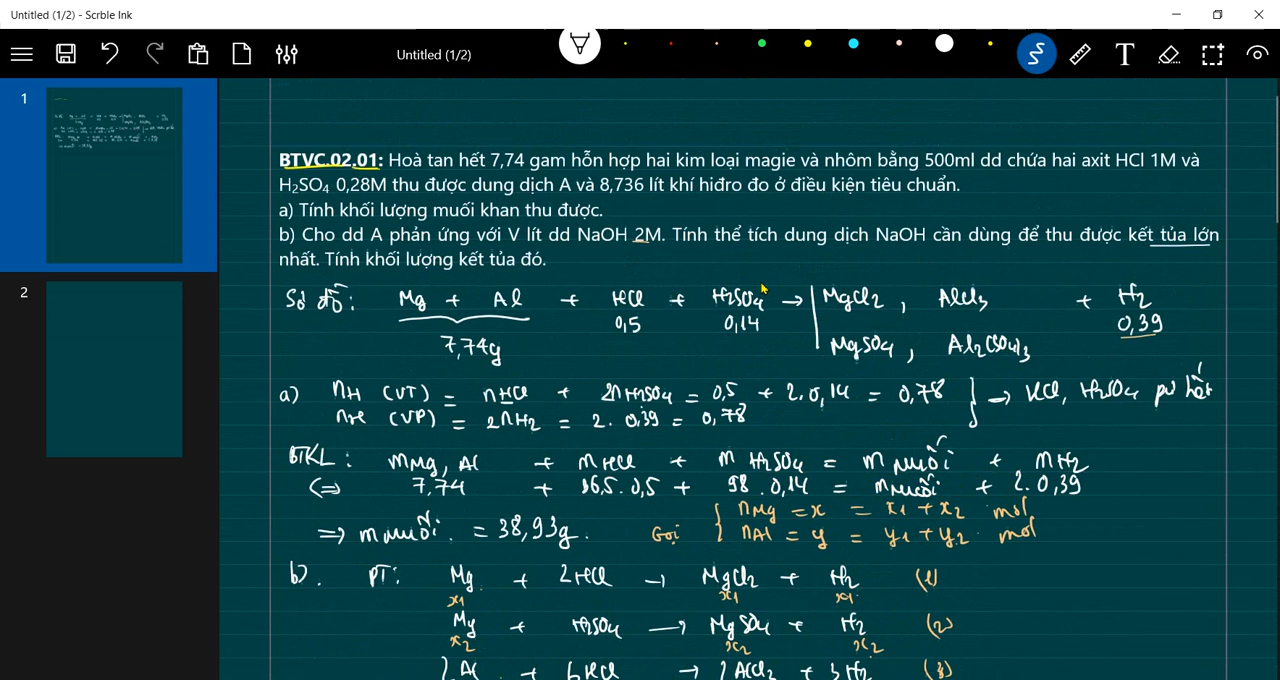 Untitled (1/2) - Scrble Ink
Untitled (1/2)
T
1
2
BTVC.02.01: Hoà tan hết 7,74 gam hỗn hợp hai kim loại magie và nhôm bằng 500ml dd chứa hai axit HCl 1M và
H₂SO₄ 0,28M thu được dung dịch A và 8,736 lít khí hiđro đo ở điều kiện tiêu chuẩn.
a) Tính khối lượng muối khan thu được.
b) Cho dd A phản ứng với V lít dd NaOH 2M. Tính thể tích dung dịch NaOH cần dùng để thu được kết tủa lớn
nhất. Tính khối lượng kết tủa đó.
Sơ đồ: Mg + Al + HCl + H₂SO₄ → MgCl₂, AlCl₃ + H₂
7,74g 0,5 0,14 MgSO₄, Al₂(SO₄)₃ 0,39
a) nH (VT) = nHCl + 2nH₂SO₄ = 0,5 + 2.0,14 = 0,78 } → HCl, H₂SO₄ pư hết
nH (VP) = 2nH₂ = 2. 0,39 = 0,78
BTKL: mMg, Al + mHCl + mH₂SO₄ = m muối + mH₂
(=> 7,74 + 36,5.0,5 + 98.0,14 = m muối + 2.0,39
=> m muối = 38,93g. Gọi { nMg = x = x₁ + x₂ mol
nAl = y = y₁ + y₂ mol
b). PT: Mg + 2HCl → MgCl₂ + H₂ (1)
x₁ x₁ x₁
Mg + H₂SO₄ → MgSO₄ + H₂ (2)
x₂ x₂ x₂
2Al + 6HCl → 2AlCl₃ + 3H₂ (3)